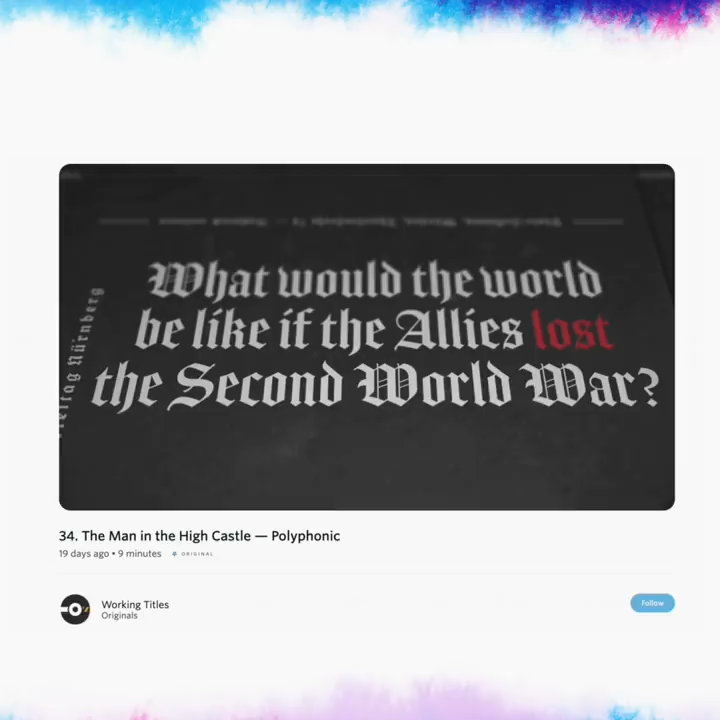 What would the world
be like if the Allies lost
the Second World War?
Nürnberg
34. The Man in the High Castle — Polyphonic
19 days ago • 9 minutes ORIGINAL
Working Titles
Originals
Follow